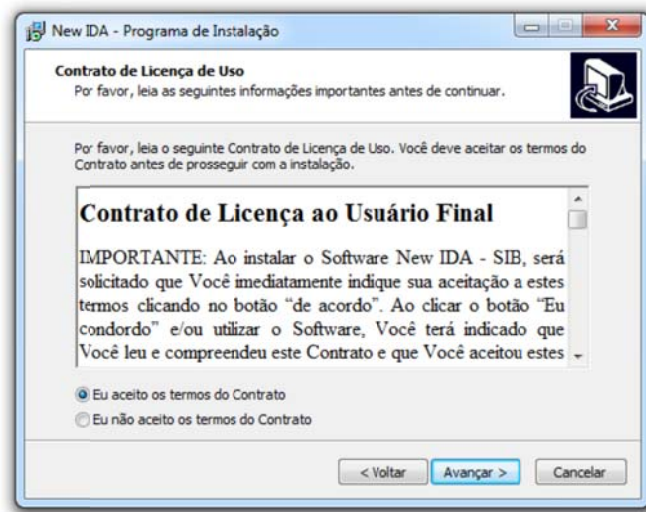 New IDA - Programa de Instalação
Contrato de Licença de Uso
Por favor, leia as seguintes informações importantes antes de continuar.
Por favor, leia o seguinte Contrato de Licença de Uso. Você deve aceitar os termos do
Contrato antes de prosseguir com a instalação.
Contrato de Licença ao Usuário Final
IMPORTANTE: Ao instalar o Software New IDA - SIB, será
solicitado que Você imediatamente indique sua aceitação a estes
termos clicando no botão “de acordo”. Ao clicar o botão “Eu
condordo” e/ou utilizar o Software, Você terá indicado que
Você leu e compreendeu este Contrato e que Você aceitou estes
Eu aceito os termos do Contrato
Eu não aceito os termos do Contrato
< Voltar
Avançar >
Cancelar